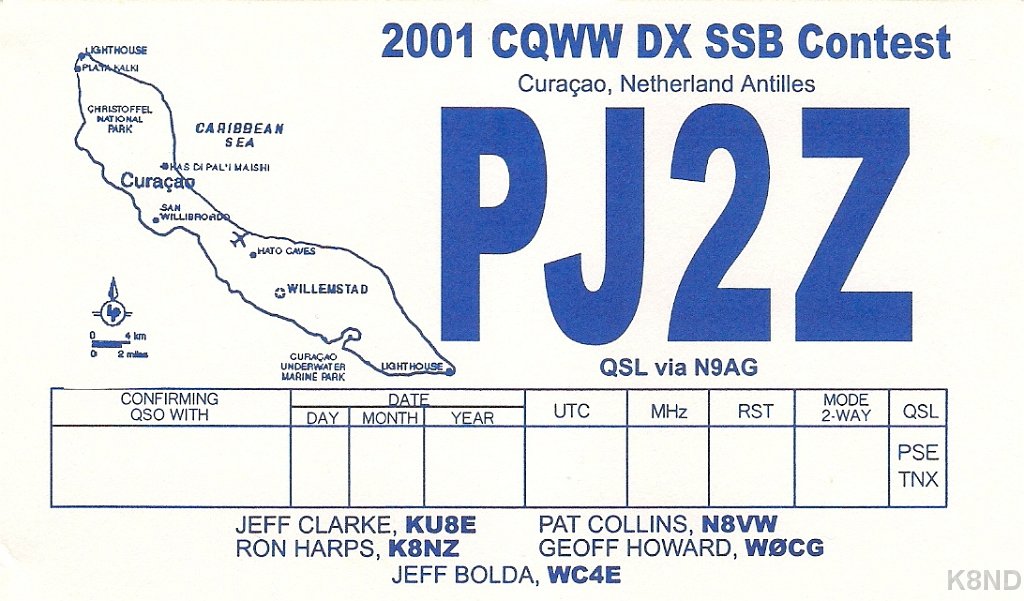 2001 CQWW DX SSB Contest
Curaçao, Netherland Antilles
PJ2Z
QSL via N9AG
LIGHTHOUSE
PLAYA KALKI
CHRISTOFFEL
NATIONAL
PARK
CARIBBEAN
SEA
KAS DI PAL'I MAISHI
Curaçao
SAN
WILLIBRORDO
HATO CAVES
WILLEMSTAD
0 4 km
0 2 miles
CURAÇAO
UNDERWATER
MARINE PARK
LIGHTHOUSE
CONFIRMING
QSO WITH
DATE
DAY MONTH YEAR
UTC
MHz
RST
MODE
2-WAY
QSL
PSE
TNX
JEFF CLARKE, KU8E PAT COLLINS, N8VW
RON HARPS, K8NZ GEOFF HOWARD, WØCG
JEFF BOLDA, WC4E
K8ND